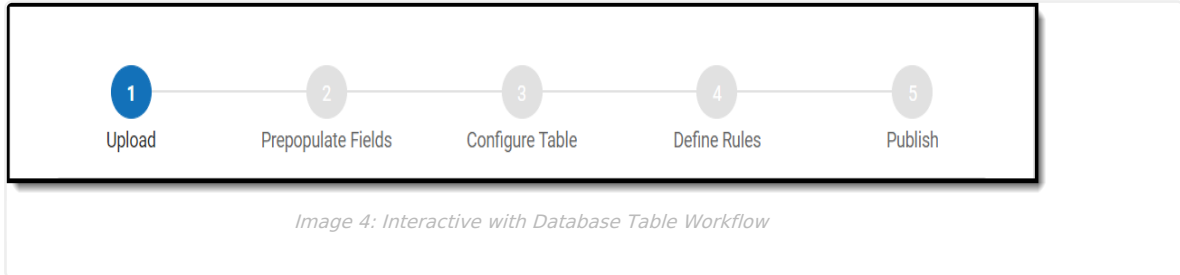 1 2 3 4 5
Upload Prepopulate Fields Configure Table Define Rules Publish
Image 4: Interactive with Database Table Workflow